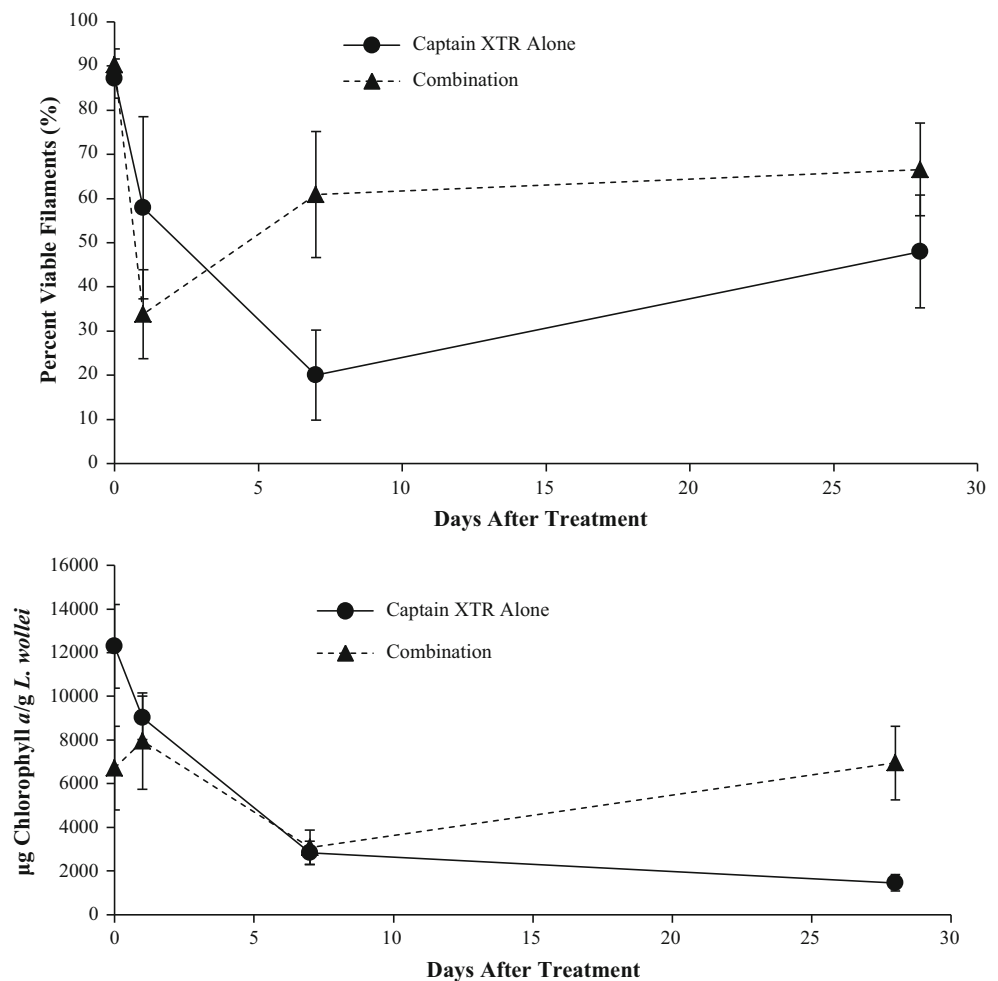 100
90
80
70
60
50
40
30
20
10
0
Percent Viable Filaments (%)
Captain XTR Alone
Combination
0 5 10 15 20 25 30
Days After Treatment
16000
14000
12000
10000
8000
6000
4000
2000
0
µg Chlorophyll a/g L. wollei
Captain XTR Alone
Combination
0 5 10 15 20 25 30
Days After Treatment